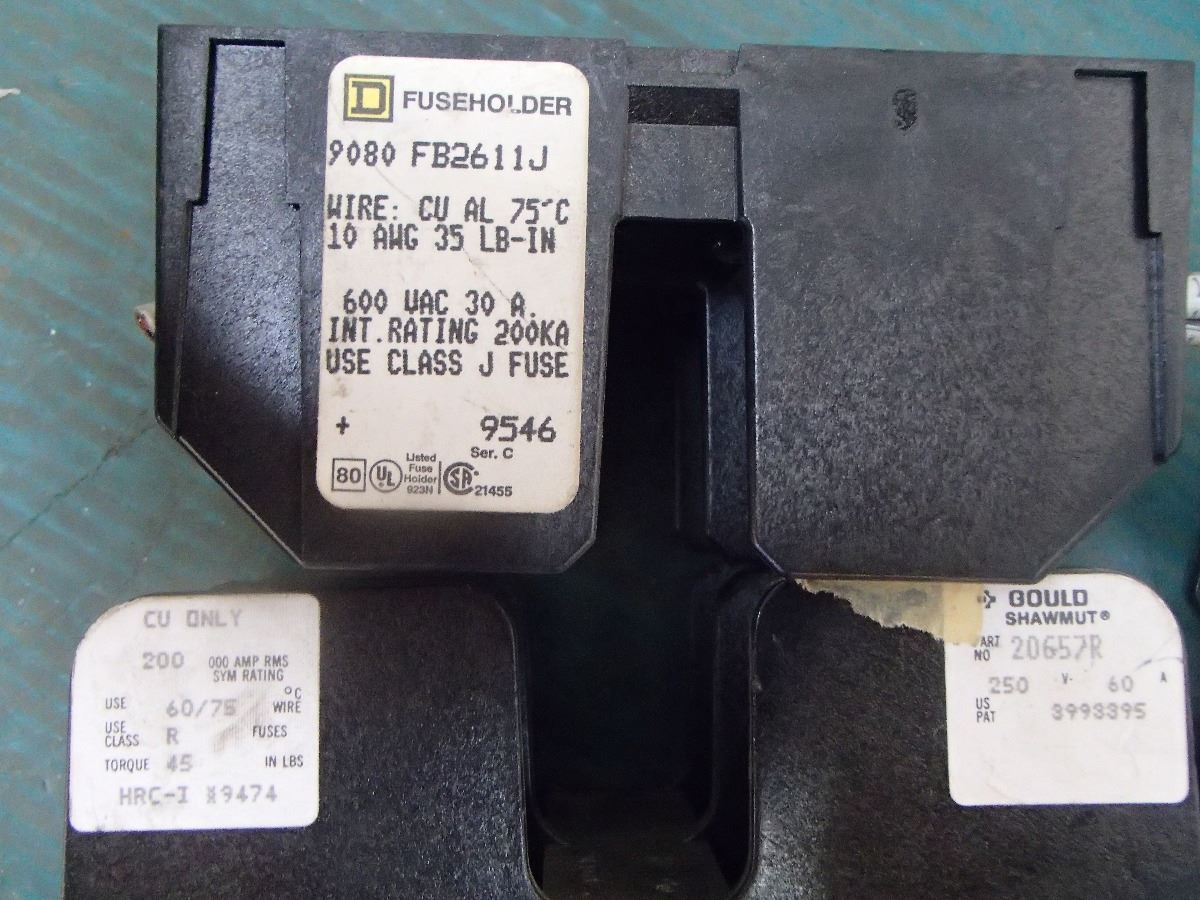 D FUSEHOLDER
9080 FB2611J
WIRE: CU AL 75°C
10 AWG 35 LB-IN
600 VAC 30 A.
INT.RATING 200KA
USE CLASS J FUSE
+ 9546
Ser. C
80 UL Listed Fuse Holder 923N SA 21455
CU ONLY
200 000 AMP RMS
SYM RATING
USE 60/75 °C WIRE
USE CLASS R FUSES
TORQUE 45 IN LBS
HRC-I 9474
GOULD
SHAWMUT®
PART NO 20657R
250 V- 60 A
US PAT 3993395